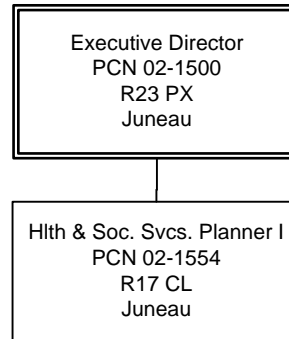 Executive Director
PCN 02-1500
R23 PX
Juneau
Hlth & Soc. Svcs. Planner I
PCN 02-1554
R17 CL
Juneau